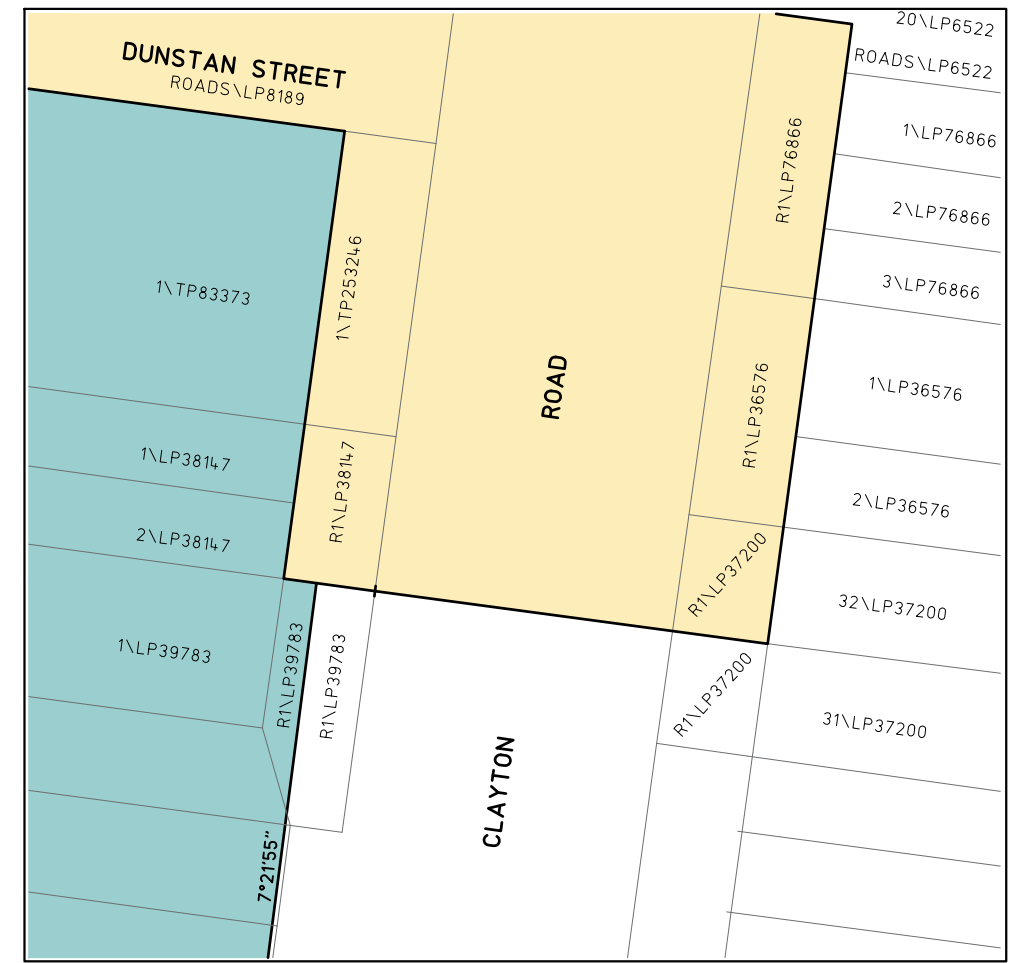 20\LP6522
DUNSTAN STREET
ROADS\LP6522
ROADS\LP8189
1\LP76866
R1\LP76866
2\LP76866
1\TP253246
3\LP76866
1\TP83373
ROAD
1\LP36576
R1\LP36576
1\LP38147
R1\LP38147
2\LP36576
2\LP38147
R1\LP37200
32\LP37200
1\LP39783
R1\LP39783
R1\LP39783
R1\LP37200
31\LP37200
CLAYTON
7°21'55"